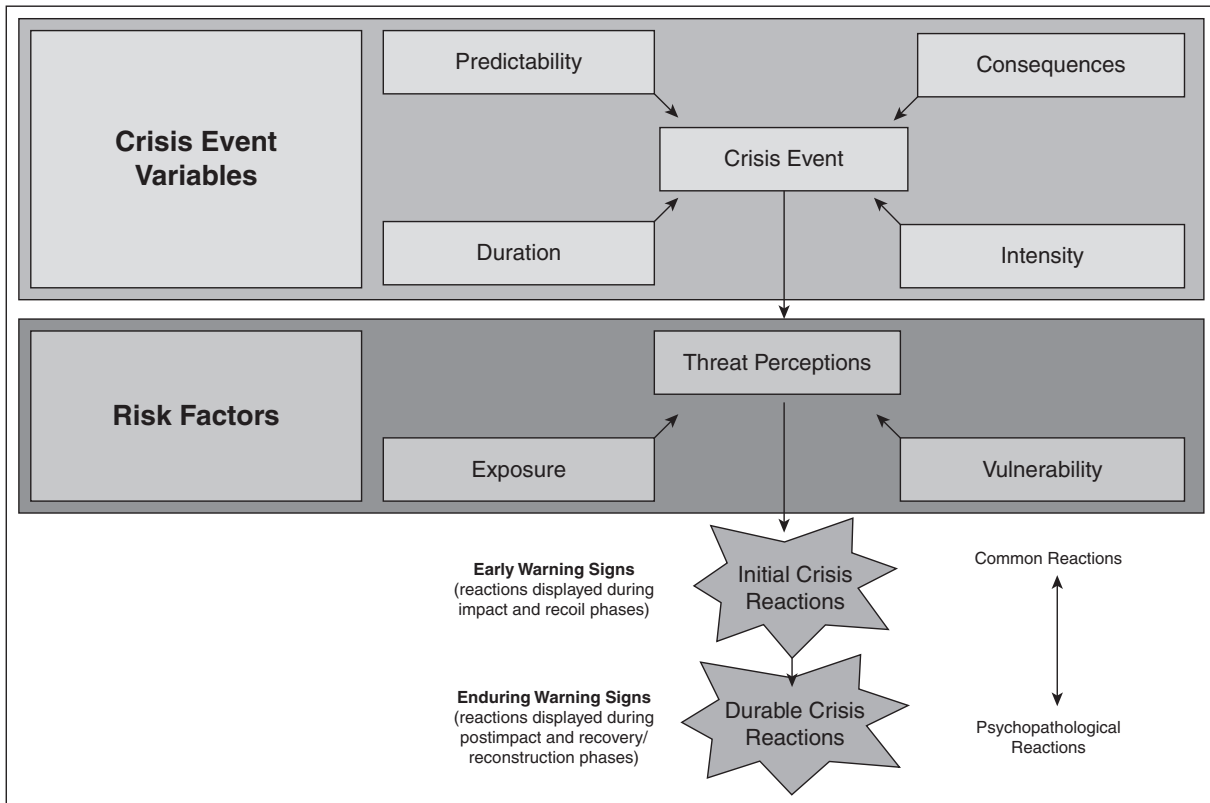 Crisis Event
Variables
Predictability
Consequences
Crisis Event
Duration
Intensity
Risk Factors
Threat Perceptions
Exposure
Vulnerability
Early Warning Signs
(reactions displayed during
impact and recoil phases)
Initial Crisis
Reactions
Common Reactions
Enduring Warning Signs
(reactions displayed during
postimpact and recovery/
reconstruction phases)
Durable Crisis
Reactions
Psychopathological
Reactions